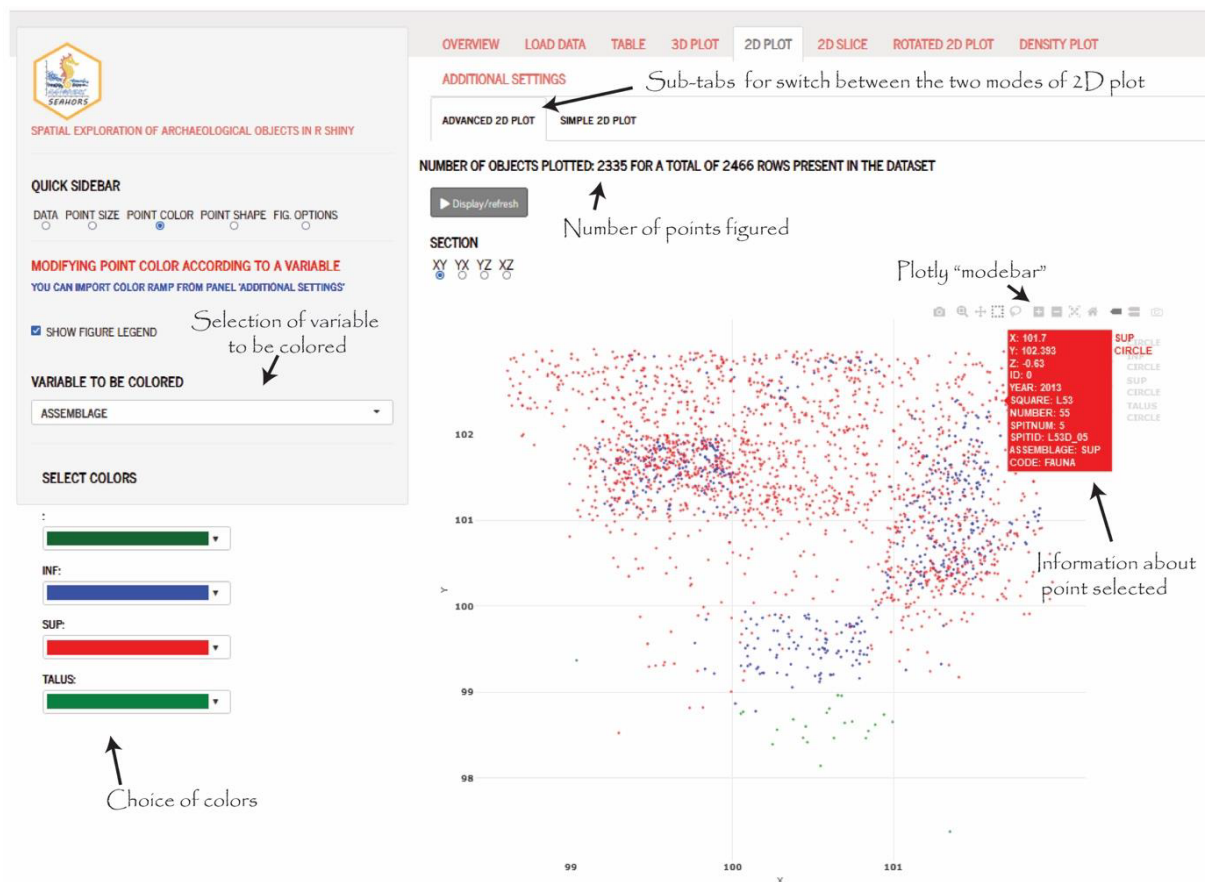 OVERVIEW LOAD DATA TABLE 3D PLOT 2D PLOT 2D SLICE ROTATED 2D PLOT DENSITY PLOT
ADDITIONAL SETTINGS
Sub-tabs for switch between the two modes of 2D plot
ADVANCED 2D PLOT SIMPLE 2D PLOT
SEAHORS
SPATIAL EXPLORATION OF ARCHAEOLOGICAL OBJECTS IN R SHINY
QUICK SIDEBAR
DATA POINT SIZE POINT COLOR POINT SHAPE FIG. OPTIONS
MODIFYING POINT COLOR ACCORDING TO A VARIABLE
YOU CAN IMPORT COLOR RAMP FROM PANEL 'ADDITIONAL SETTINGS'
SHOW FIGURE LEGEND
Selection of variable
to be colored
VARIABLE TO BE COLORED
ASSEMBLAGE
SELECT COLORS
:
INF:
SUP:
TALUS:
Choice of colors
NUMBER OF OBJECTS PLOTTED: 2335 FOR A TOTAL OF 2466 ROWS PRESENT IN THE DATASET
Display/refresh
Number of points figured
SECTION
XY YX YZ XZ
Plotly "modebar"
X: 101.7
Y: 102.393
Z: -0.63
ID: 0
YEAR: 2013
SQUARE: L53
NUMBER: 55
SPITNUM: 5
SPITID: L53D_05
ASSEMBLAGE: SUP
CODE: FAUNA
SUP
CIRCLE
CIRCLE
SUP
CIRCLE
TALUS
CIRCLE
Information about
point selected
102
101
100
99
98
Y
99 100 101
X